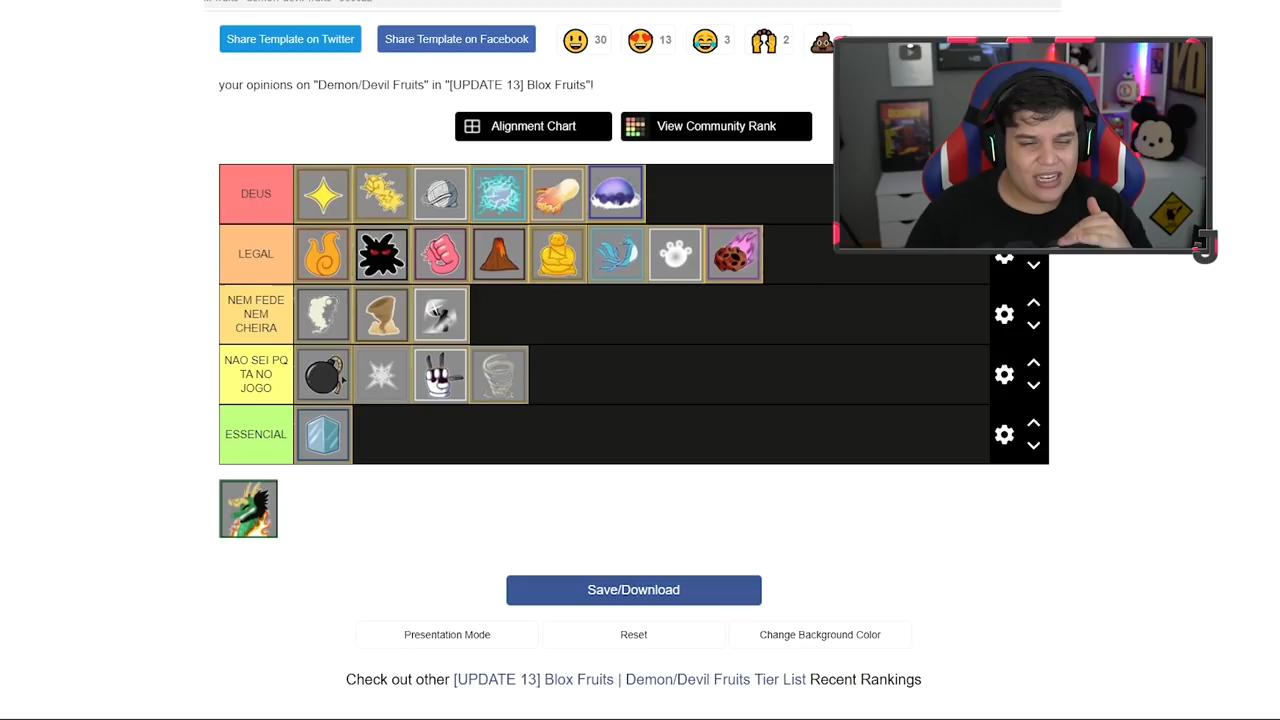 Share Template on Twitter
Share Template on Facebook
30
13
3
2
your opinions on "Demon/Devil Fruits" in "[UPDATE 13] Blox Fruits"!
Alignment Chart
View Community Rank
DEUS
LEGAL
NEM FEDE
NEM
CHEIRA
NAO SEI PQ
TA NO
JOGO
ESSENCIAL
Save/Download
Presentation Mode
Reset
Change Background Color
Check out other [UPDATE 13] Blox Fruits | Demon/Devil Fruits Tier List Recent Rankings